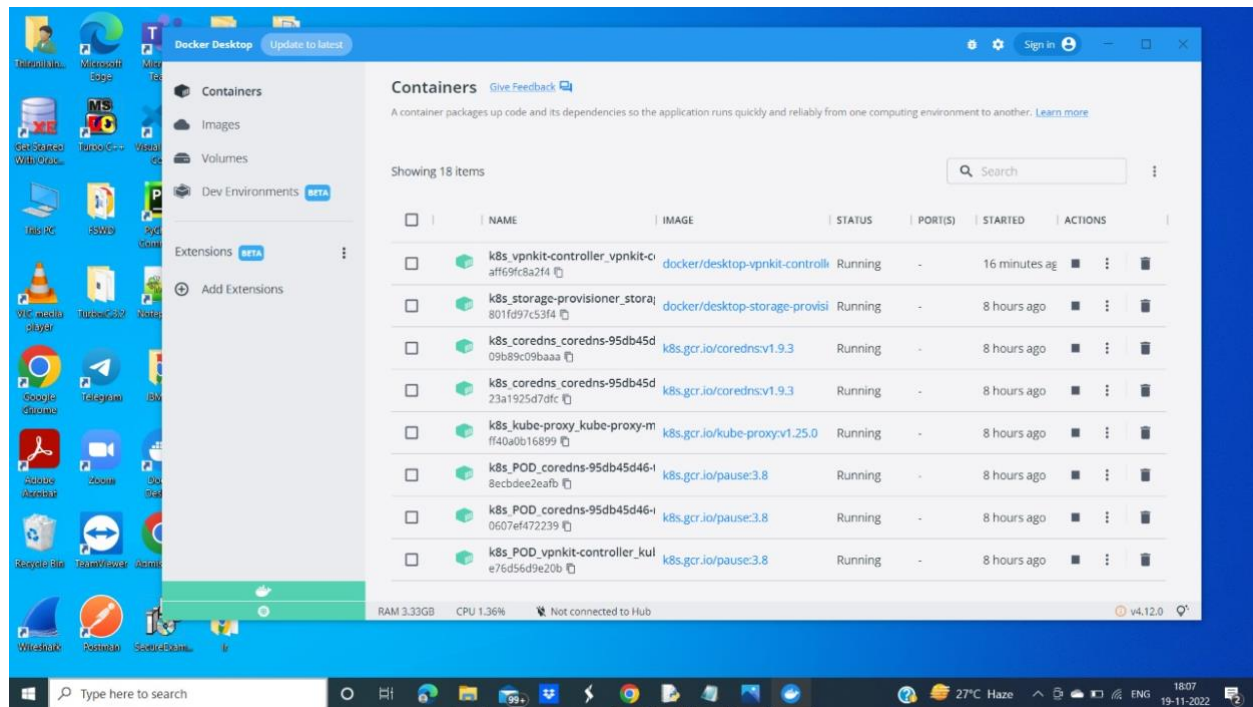 Docker Desktop Update to latest
Sign in
Containers
Images
Volumes
Dev Environments BETA
Extensions BETA
Add Extensions
Containers Give Feedback
A container packages up code and its dependencies so the application runs quickly and reliably from one computing environment to another. Learn more
Showing 18 items
Search
NAME IMAGE STATUS PORT(S) STARTED ACTIONS
k8s_vpnkit-controller_vpnkit-c docker/desktop-vpnkit-controlle Running - 16 minutes ag
aff69fc8a2f4
k8s_storage-provisioner_stora docker/desktop-storage-provisi Running - 8 hours ago
801fd97c53f4
k8s_coredns_coredns-95db45d k8s.gcr.io/coredns:v1.9.3 Running - 8 hours ago
09b89c09baaa
k8s_coredns_coredns-95db45d k8s.gcr.io/coredns:v1.9.3 Running - 8 hours ago
23a1925d7dfc
k8s_kube-proxy_kube-proxy-m k8s.gcr.io/kube-proxy:v1.25.0 Running - 8 hours ago
ff40a0b16899
k8s_POD_coredns-95db45d46- k8s.gcr.io/pause:3.8 Running - 8 hours ago
8ecbdee2eafb
k8s_POD_coredns-95db45d46- k8s.gcr.io/pause:3.8 Running - 8 hours ago
0607ef472239
k8s_POD_vpnkit-controller_kul k8s.gcr.io/pause:3.8 Running - 8 hours ago
e76d56d9e20b
RAM 3.33GB CPU 1.36% Not connected to Hub v4.12.0
Microsoft
Edge
Turbo C++
This PC
VLC media
player
Google
Chrome
Telegram
Adobe
Acrobat
Zoom
Recycle Bin
TeamViewer
Wireshark
Postman
Type here to search
99+
27°C Haze
ENG
18:07
19-11-2022
2